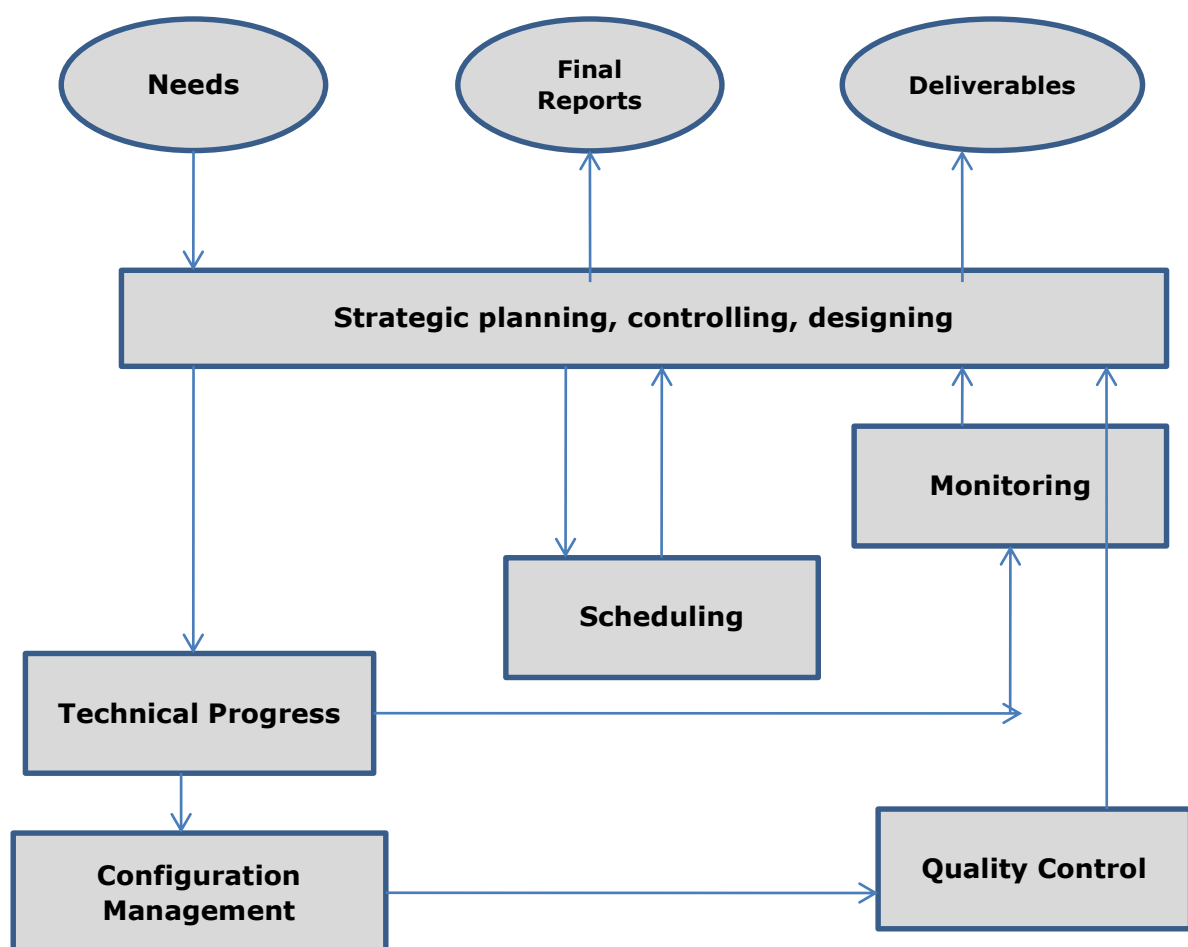 Needs
Final
Reports
Deliverables
Strategic planning, controlling, designing
Monitoring
Scheduling
Technical Progress
Configuration
Management
Quality Control